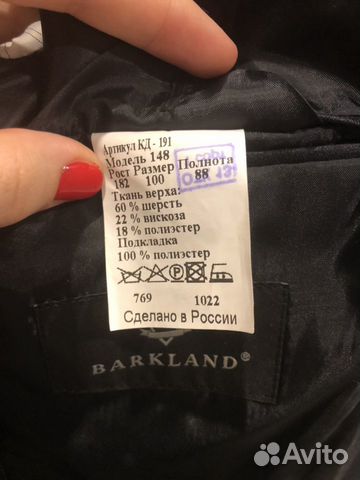 Артикул КД - 191
Модель 148
Рост Размер Полнота
182 100 88
Ткань верха:
60 % шерсть
22 % вискоза
18 % полиэстер
Подкладка
100 % полиэстер
769 1022
Сделано в России
BARKLAND®
Avito